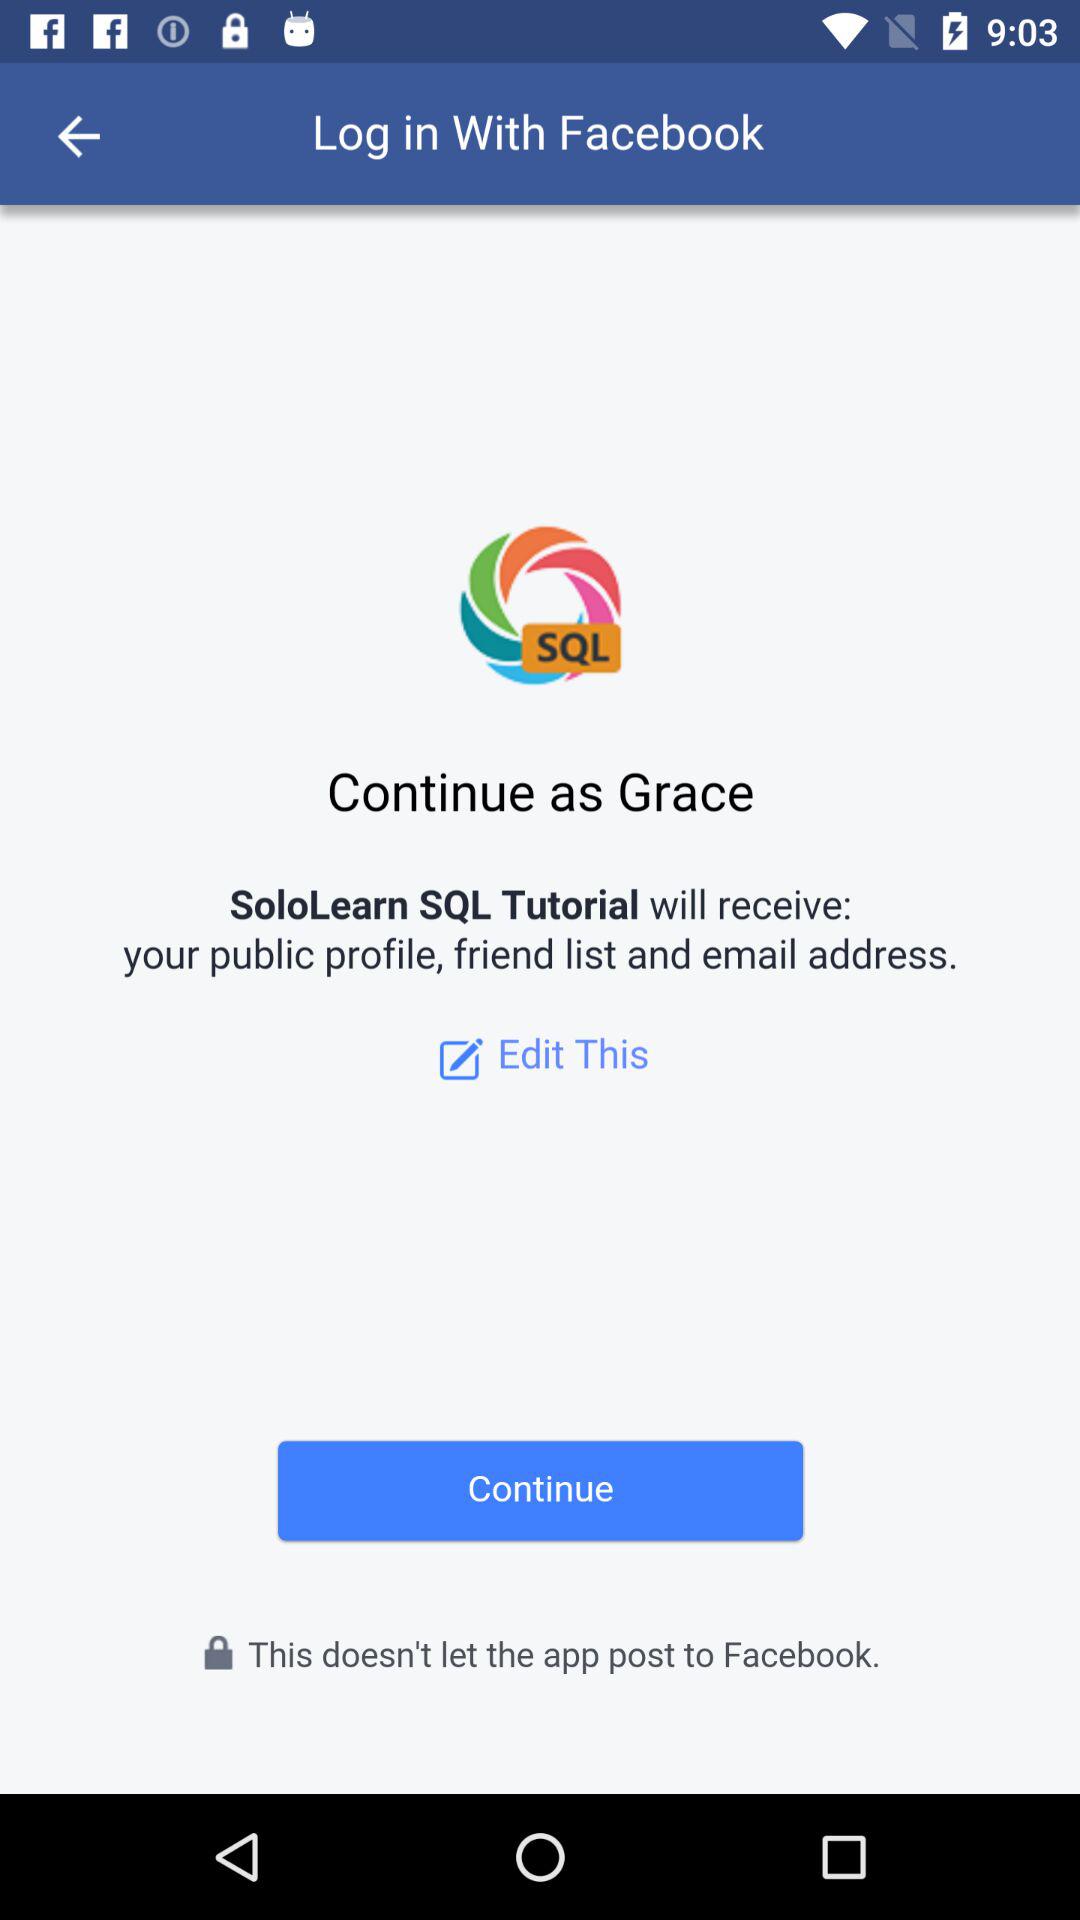 9:03
Log in With Facebook
SQL
Continue as Grace
SoloLearn SQL Tutorial will receive:
your public profile, friend list and email address.
Edit This
Continue
This doesn't let the app post to Facebook.